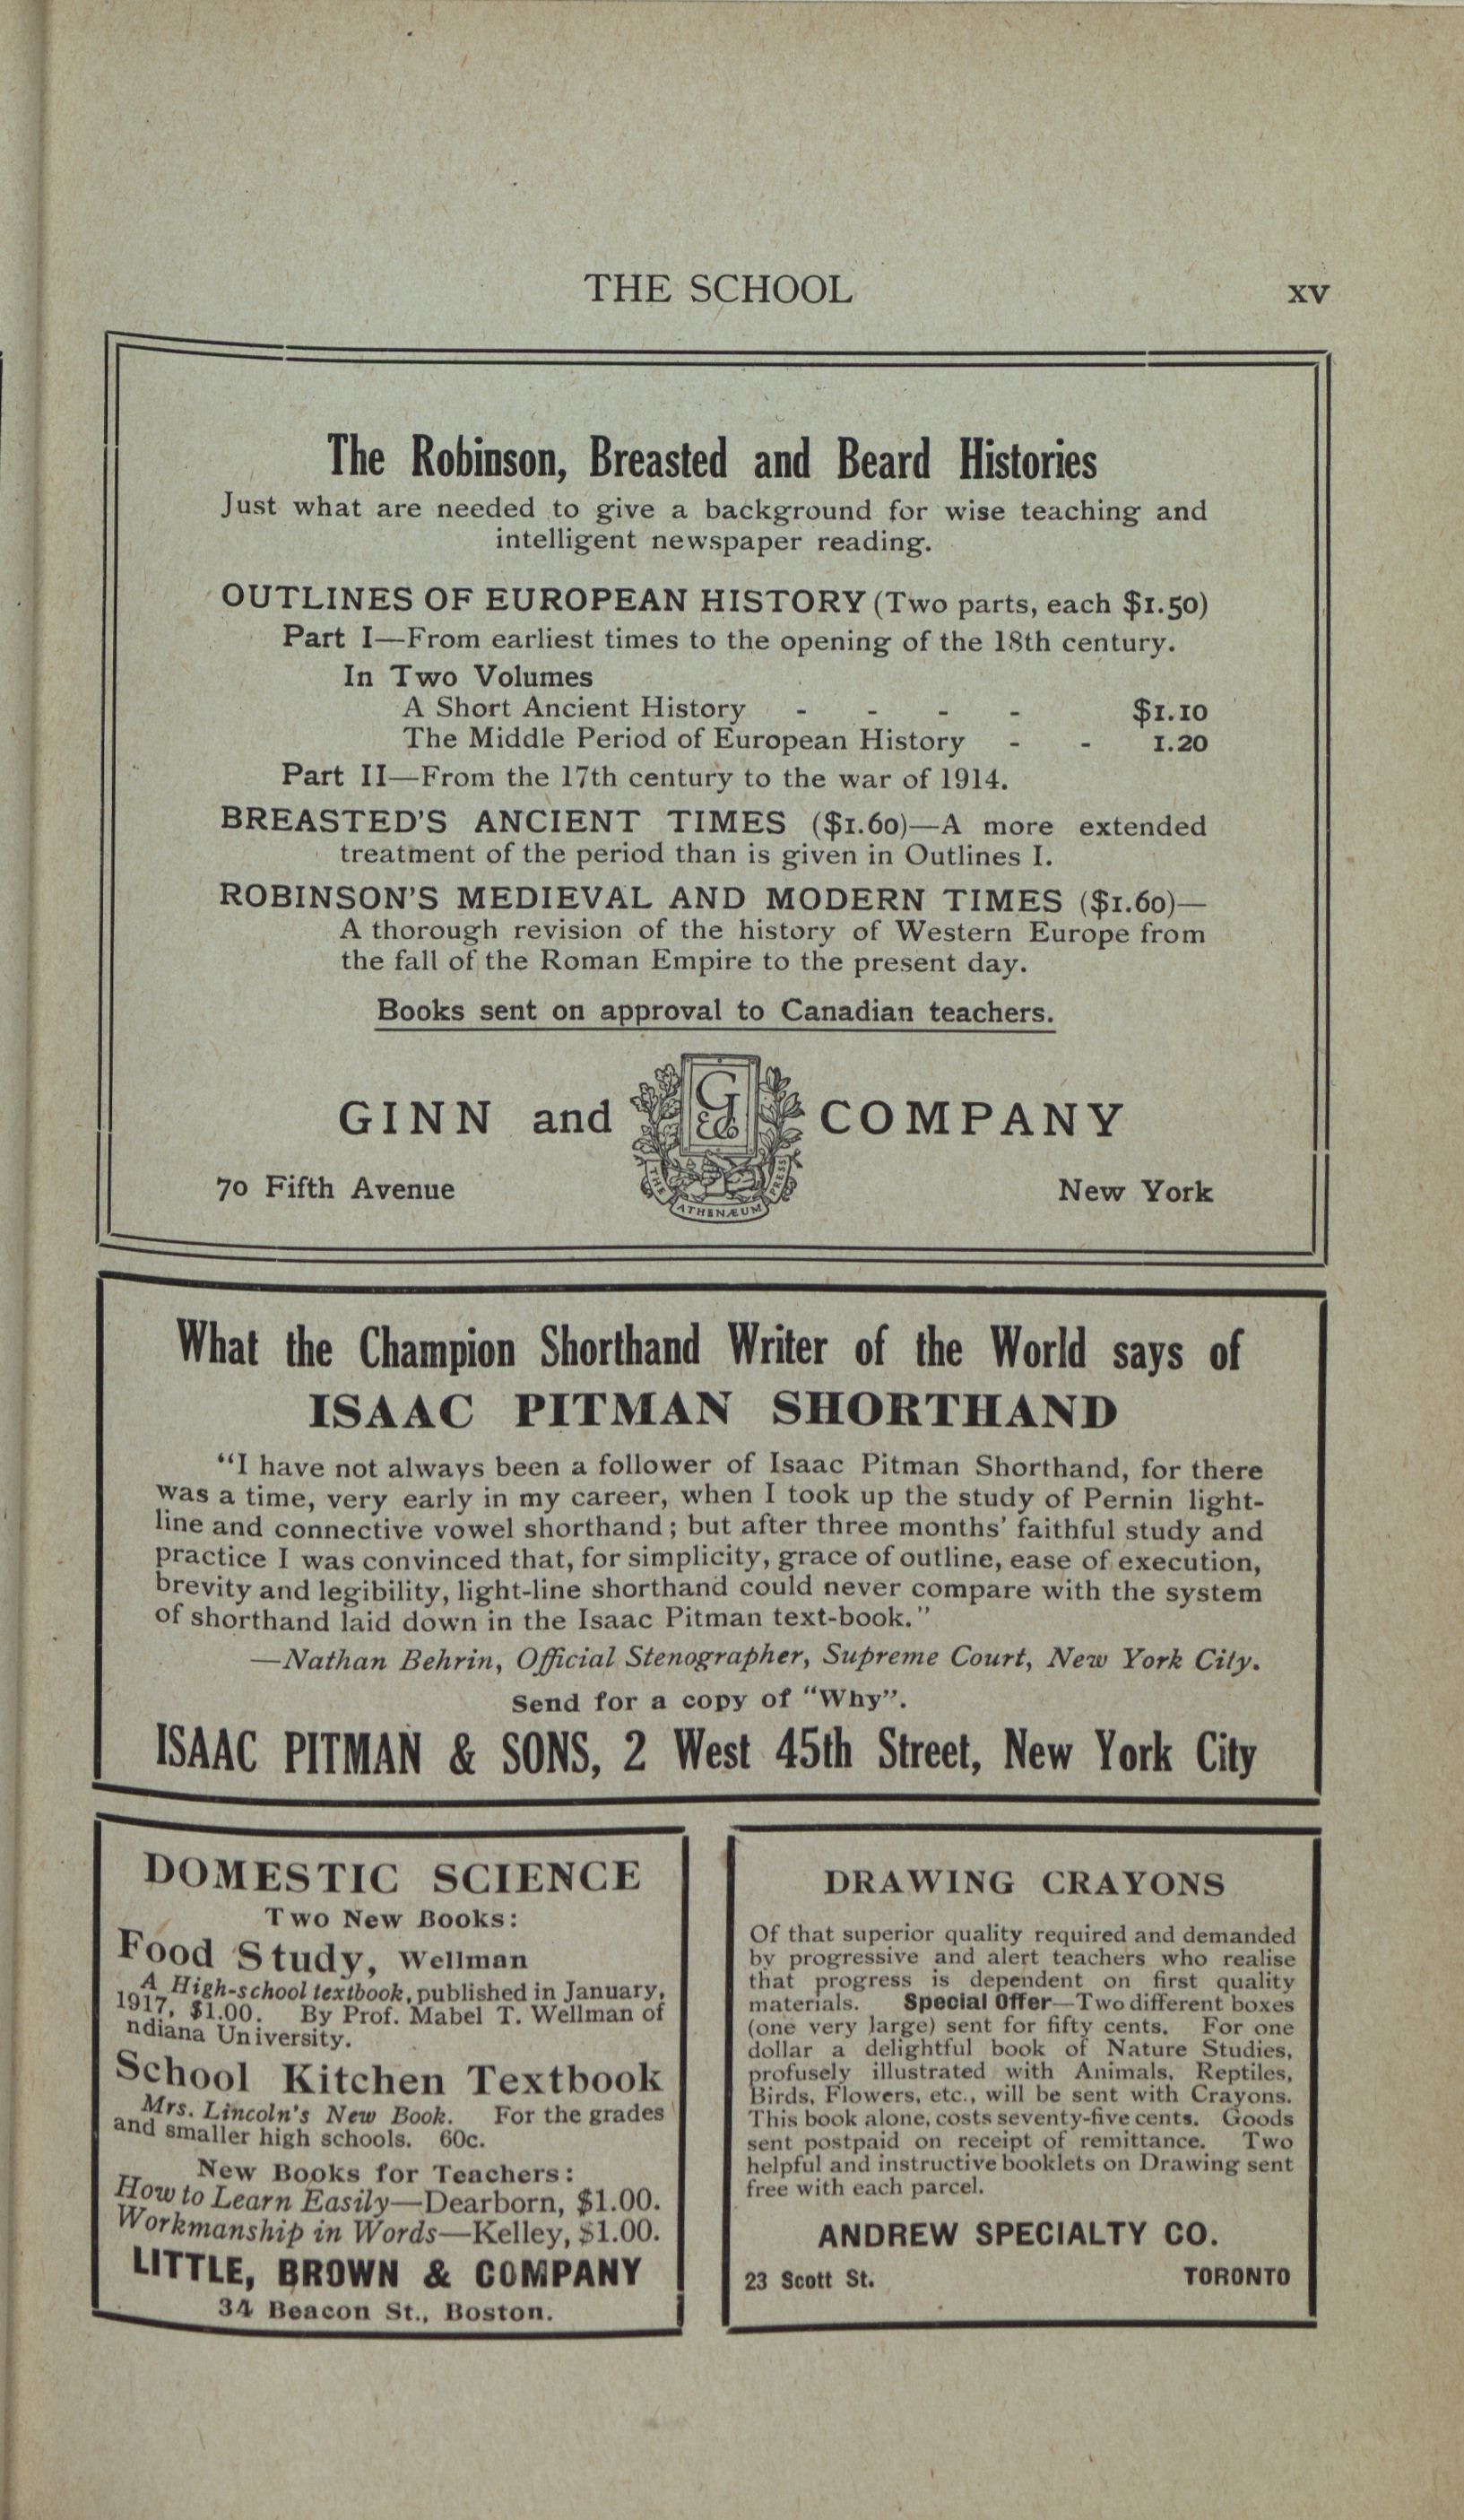 THE SCHOOL xv
The Robinson, Breasted and Beard Histories
Just what are needed to give a background for wise teaching and
intelligent newspaper reading.
OUTLINES OF EUROPEAN HISTORY (Two parts, each $1.50)
Part I—From earliest times to the opening of the 18th century.
In Two Volumes
A Short Ancient History - - - - $1.10
The Middle Period of European History - - 1.20
Part II—From the 17th century to the war of 1914.
BREASTED'S ANCIENT TIMES ($1.60)—A more extended
treatment of the period than is given in Outlines I.
ROBINSON'S MEDIEVAL AND MODERN TIMES ($1.60)—
A thorough revision of the history of Western Europe from
the fall of the Roman Empire to the present day.
Books sent on approval to Canadian teachers.
GINN and COMPANY
G & Co
THE ATHENÆUM PRESS
70 Fifth Avenue New York
What the Champion Shorthand Writer of the World says of
ISAAC PITMAN SHORTHAND
"I have not always been a follower of Isaac Pitman Shorthand, for there
was a time, very early in my career, when I took up the study of Pernin light-
line and connective vowel shorthand; but after three months' faithful study and
practice I was convinced that, for simplicity, grace of outline, ease of execution,
brevity and legibility, light-line shorthand could never compare with the system
of shorthand laid down in the Isaac Pitman text-book."
—Nathan Behrin, Official Stenographer, Supreme Court, New York City.
Send for a copy of "Why".
ISAAC PITMAN & SONS, 2 West 45th Street, New York City
DOMESTIC SCIENCE
Two New Books:
Food Study, Wellman
A High-school textbook, published in January,
1917, $1.00. By Prof. Mabel T. Wellman of
ndiana University.
School Kitchen Textbook
Mrs. Lincoln's New Book. For the grades
and smaller high schools. 60c.
New Books for Teachers:
How to Learn Easily—Dearborn, $1.00.
Workmanship in Words—Kelley, $1.00.
LITTLE, BROWN & COMPANY
34 Beacon St., Boston.
DRAWING CRAYONS
Of that superior quality required and demanded
by progressive and alert teachers who realise
that progress is dependent on first quality
materials. Special Offer—Two different boxes
(one very large) sent for fifty cents. For one
dollar a delightful book of Nature Studies,
profusely illustrated with Animals, Reptiles,
Birds, Flowers, etc., will be sent with Crayons.
This book alone, costs seventy-five cents. Goods
sent postpaid on receipt of remittance. Two
helpful and instructive booklets on Drawing sent
free with each parcel.
ANDREW SPECIALTY CO.
23 Scott St. TORONTO